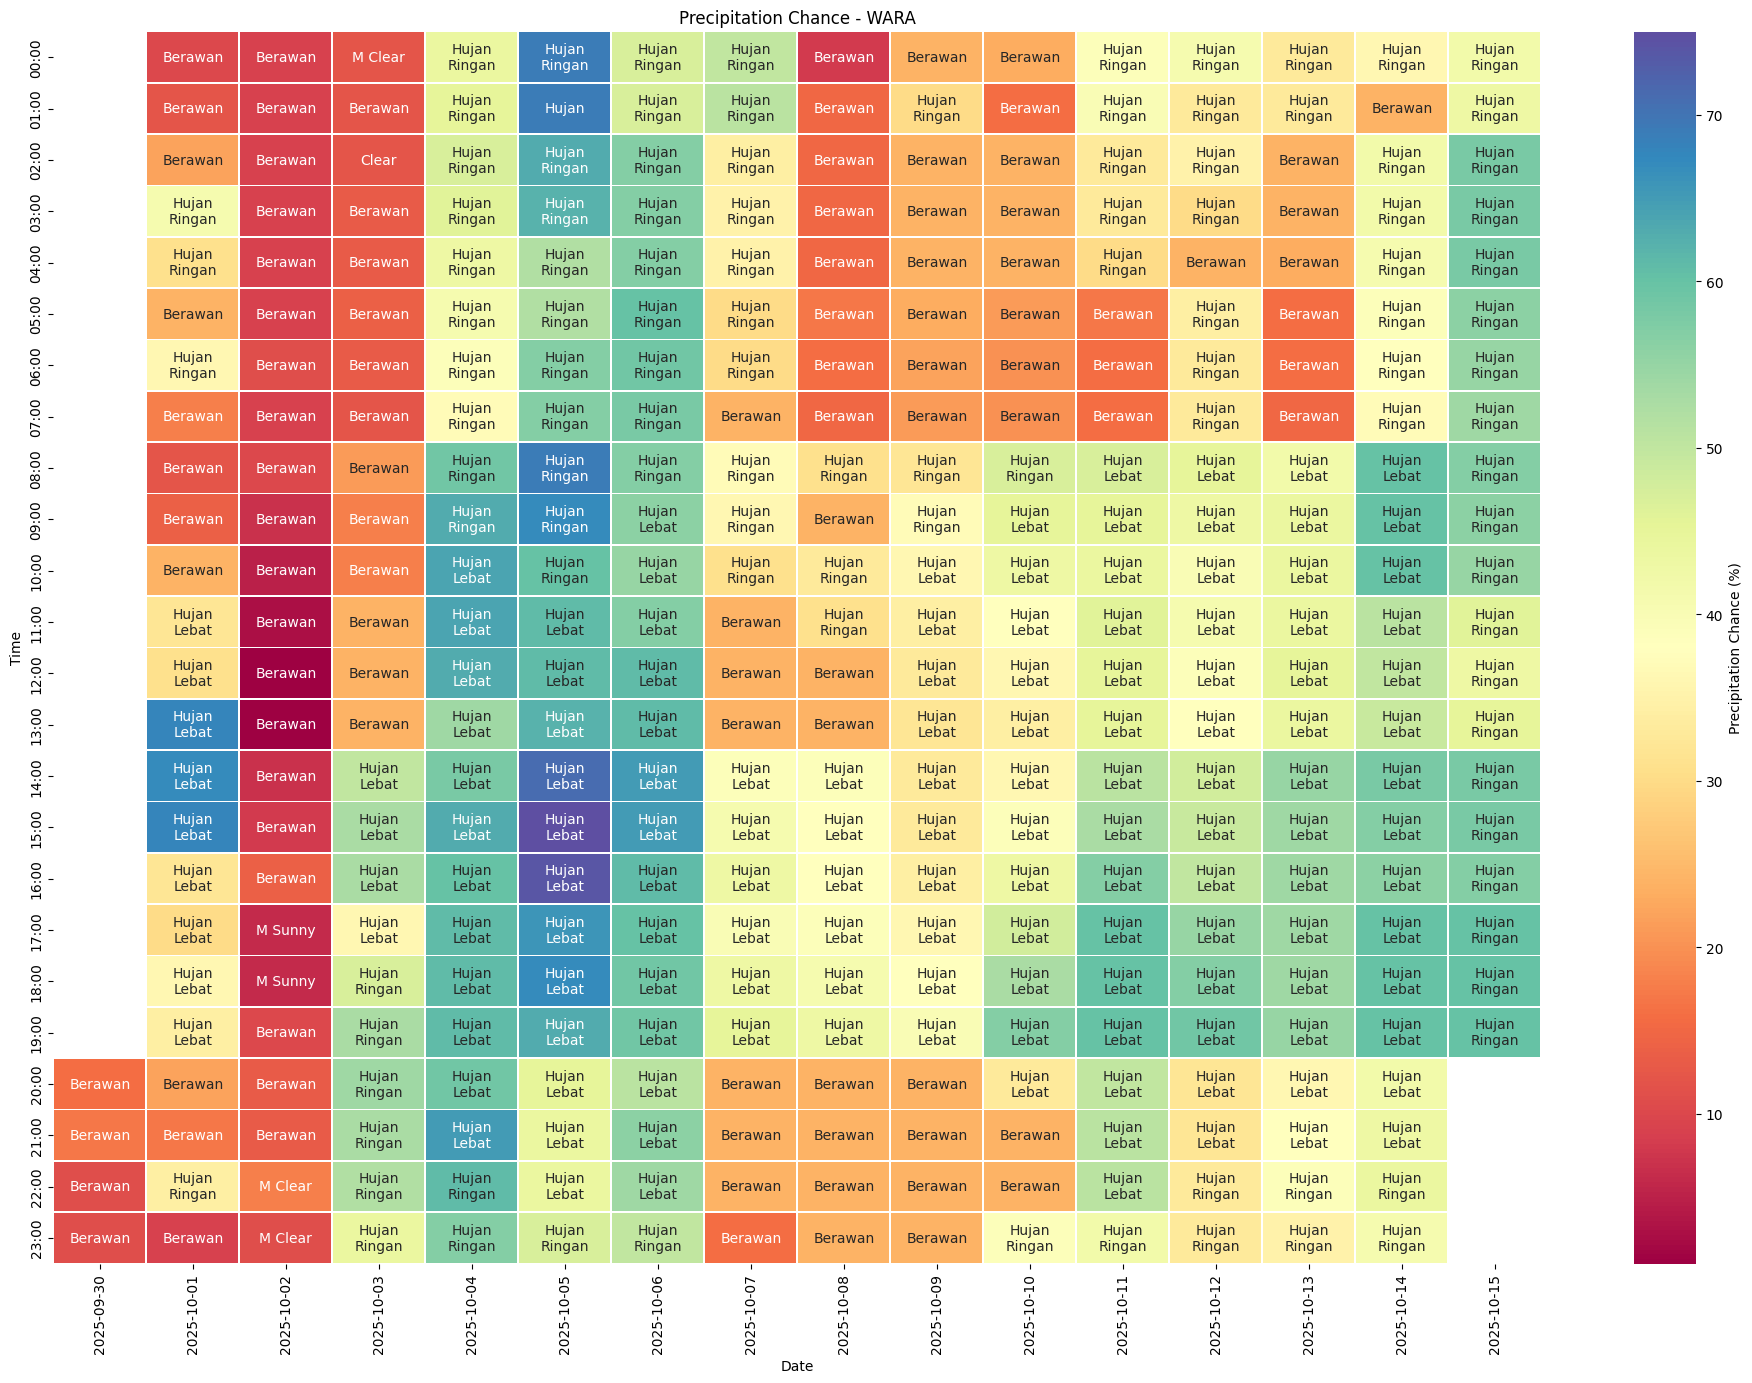 Precipitation Chance - WARA
00:00 Berawan Berawan M Clear Hujan Ringan Hujan Ringan Hujan Ringan Hujan Ringan Berawan Berawan Berawan Hujan Ringan Hujan Ringan Hujan Ringan Hujan Ringan Hujan Ringan
01:00 Berawan Berawan Berawan Hujan Ringan Hujan Hujan Ringan Hujan Ringan Berawan Hujan Ringan Berawan Hujan Ringan Hujan Ringan Hujan Ringan Berawan Hujan Ringan
02:00 Berawan Berawan Clear Hujan Ringan Hujan Ringan Hujan Ringan Hujan Ringan Berawan Berawan Berawan Hujan Ringan Hujan Ringan Berawan Hujan Ringan Hujan Ringan
03:00 Hujan Ringan Berawan Berawan Hujan Ringan Hujan Ringan Hujan Ringan Hujan Ringan Berawan Berawan Berawan Hujan Ringan Hujan Ringan Berawan Hujan Ringan Hujan Ringan
04:00 Hujan Ringan Berawan Berawan Hujan Ringan Hujan Ringan Hujan Ringan Hujan Ringan Berawan Berawan Berawan Hujan Ringan Berawan Berawan Hujan Ringan Hujan Ringan
05:00 Berawan Berawan Berawan Hujan Ringan Hujan Ringan Hujan Ringan Hujan Ringan Berawan Berawan Berawan Berawan Hujan Ringan Berawan Hujan Ringan Hujan Ringan
06:00 Hujan Ringan Berawan Berawan Hujan Ringan Hujan Ringan Hujan Ringan Hujan Ringan Berawan Berawan Berawan Berawan Hujan Ringan Berawan Hujan Ringan Hujan Ringan
07:00 Berawan Berawan Berawan Hujan Ringan Hujan Ringan Hujan Ringan Berawan Berawan Berawan Berawan Berawan Hujan Ringan Berawan Hujan Ringan Hujan Ringan
08:00 Berawan Berawan Berawan Hujan Ringan Hujan Ringan Hujan Ringan Hujan Ringan Hujan Ringan Hujan Ringan Hujan Ringan Hujan Lebat Hujan Lebat Hujan Lebat Hujan Lebat Hujan Ringan
09:00 Berawan Berawan Berawan Hujan Ringan Hujan Ringan Hujan Lebat Hujan Ringan Berawan Hujan Ringan Hujan Lebat Hujan Lebat Hujan Lebat Hujan Lebat Hujan Lebat Hujan Ringan
10:00 Berawan Berawan Berawan Hujan Lebat Hujan Ringan Hujan Lebat Hujan Ringan Hujan Ringan Hujan Lebat Hujan Lebat Hujan Lebat Hujan Lebat Hujan Lebat Hujan Lebat Hujan Ringan
11:00 Hujan Lebat Berawan Berawan Hujan Lebat Hujan Lebat Hujan Lebat Berawan Hujan Ringan Hujan Lebat Hujan Lebat Hujan Lebat Hujan Lebat Hujan Lebat Hujan Lebat Hujan Ringan
12:00 Hujan Lebat Berawan Berawan Hujan Lebat Hujan Lebat Hujan Lebat Berawan Berawan Hujan Lebat Hujan Lebat Hujan Lebat Hujan Lebat Hujan Lebat Hujan Lebat Hujan Ringan
13:00 Hujan Lebat Berawan Berawan Hujan Lebat Hujan Lebat Hujan Lebat Berawan Berawan Hujan Lebat Hujan Lebat Hujan Lebat Hujan Lebat Hujan Lebat Hujan Lebat Hujan Ringan
14:00 Hujan Lebat Berawan Hujan Lebat Hujan Lebat Hujan Lebat Hujan Lebat Hujan Lebat Hujan Lebat Hujan Lebat Hujan Lebat Hujan Lebat Hujan Lebat Hujan Lebat Hujan Lebat Hujan Ringan
15:00 Hujan Lebat Berawan Hujan Lebat Hujan Lebat Hujan Lebat Hujan Lebat Hujan Lebat Hujan Lebat Hujan Lebat Hujan Lebat Hujan Lebat Hujan Lebat Hujan Lebat Hujan Lebat Hujan Ringan
16:00 Hujan Lebat Berawan Hujan Lebat Hujan Lebat Hujan Lebat Hujan Lebat Hujan Lebat Hujan Lebat Hujan Lebat Hujan Lebat Hujan Lebat Hujan Lebat Hujan Lebat Hujan Lebat Hujan Ringan
17:00 Hujan Lebat M Sunny Hujan Lebat Hujan Lebat Hujan Lebat Hujan Lebat Hujan Lebat Hujan Lebat Hujan Lebat Hujan Lebat Hujan Lebat Hujan Lebat Hujan Lebat Hujan Lebat Hujan Ringan
18:00 Hujan Lebat M Sunny Hujan Ringan Hujan Lebat Hujan Lebat Hujan Lebat Hujan Lebat Hujan Lebat Hujan Lebat Hujan Lebat Hujan Lebat Hujan Lebat Hujan Lebat Hujan Lebat Hujan Ringan
19:00 Hujan Lebat Berawan Hujan Ringan Hujan Lebat Hujan Lebat Hujan Lebat Hujan Lebat Hujan Lebat Hujan Lebat Hujan Lebat Hujan Lebat Hujan Lebat Hujan Lebat Hujan Lebat Hujan Ringan
20:00 Berawan Berawan Berawan Hujan Ringan Hujan Lebat Hujan Lebat Hujan Lebat Berawan Berawan Berawan Hujan Lebat Hujan Lebat Hujan Lebat Hujan Lebat Hujan Lebat
21:00 Berawan Berawan Berawan Hujan Ringan Hujan Lebat Hujan Lebat Hujan Lebat Berawan Berawan Berawan Berawan Hujan Lebat Hujan Lebat Hujan Lebat Hujan Lebat
22:00 Berawan Hujan Ringan M Clear Hujan Ringan Hujan Ringan Hujan Lebat Hujan Lebat Berawan Berawan Berawan Berawan Hujan Lebat Hujan Ringan Hujan Ringan Hujan Ringan
23:00 Berawan Berawan M Clear Hujan Ringan Hujan Ringan Hujan Ringan Hujan Ringan Berawan Berawan Berawan Hujan Ringan Hujan Ringan Hujan Ringan Hujan Ringan Hujan Ringan
2025-09-30 2025-10-01 2025-10-02 2025-10-03 2025-10-04 2025-10-05 2025-10-06 2025-10-07 2025-10-08 2025-10-09 2025-10-10 2025-10-11 2025-10-12 2025-10-13 2025-10-14 2025-10-15
Date
Time
70
60
50
40
30
20
10
Precipitation Chance (%)